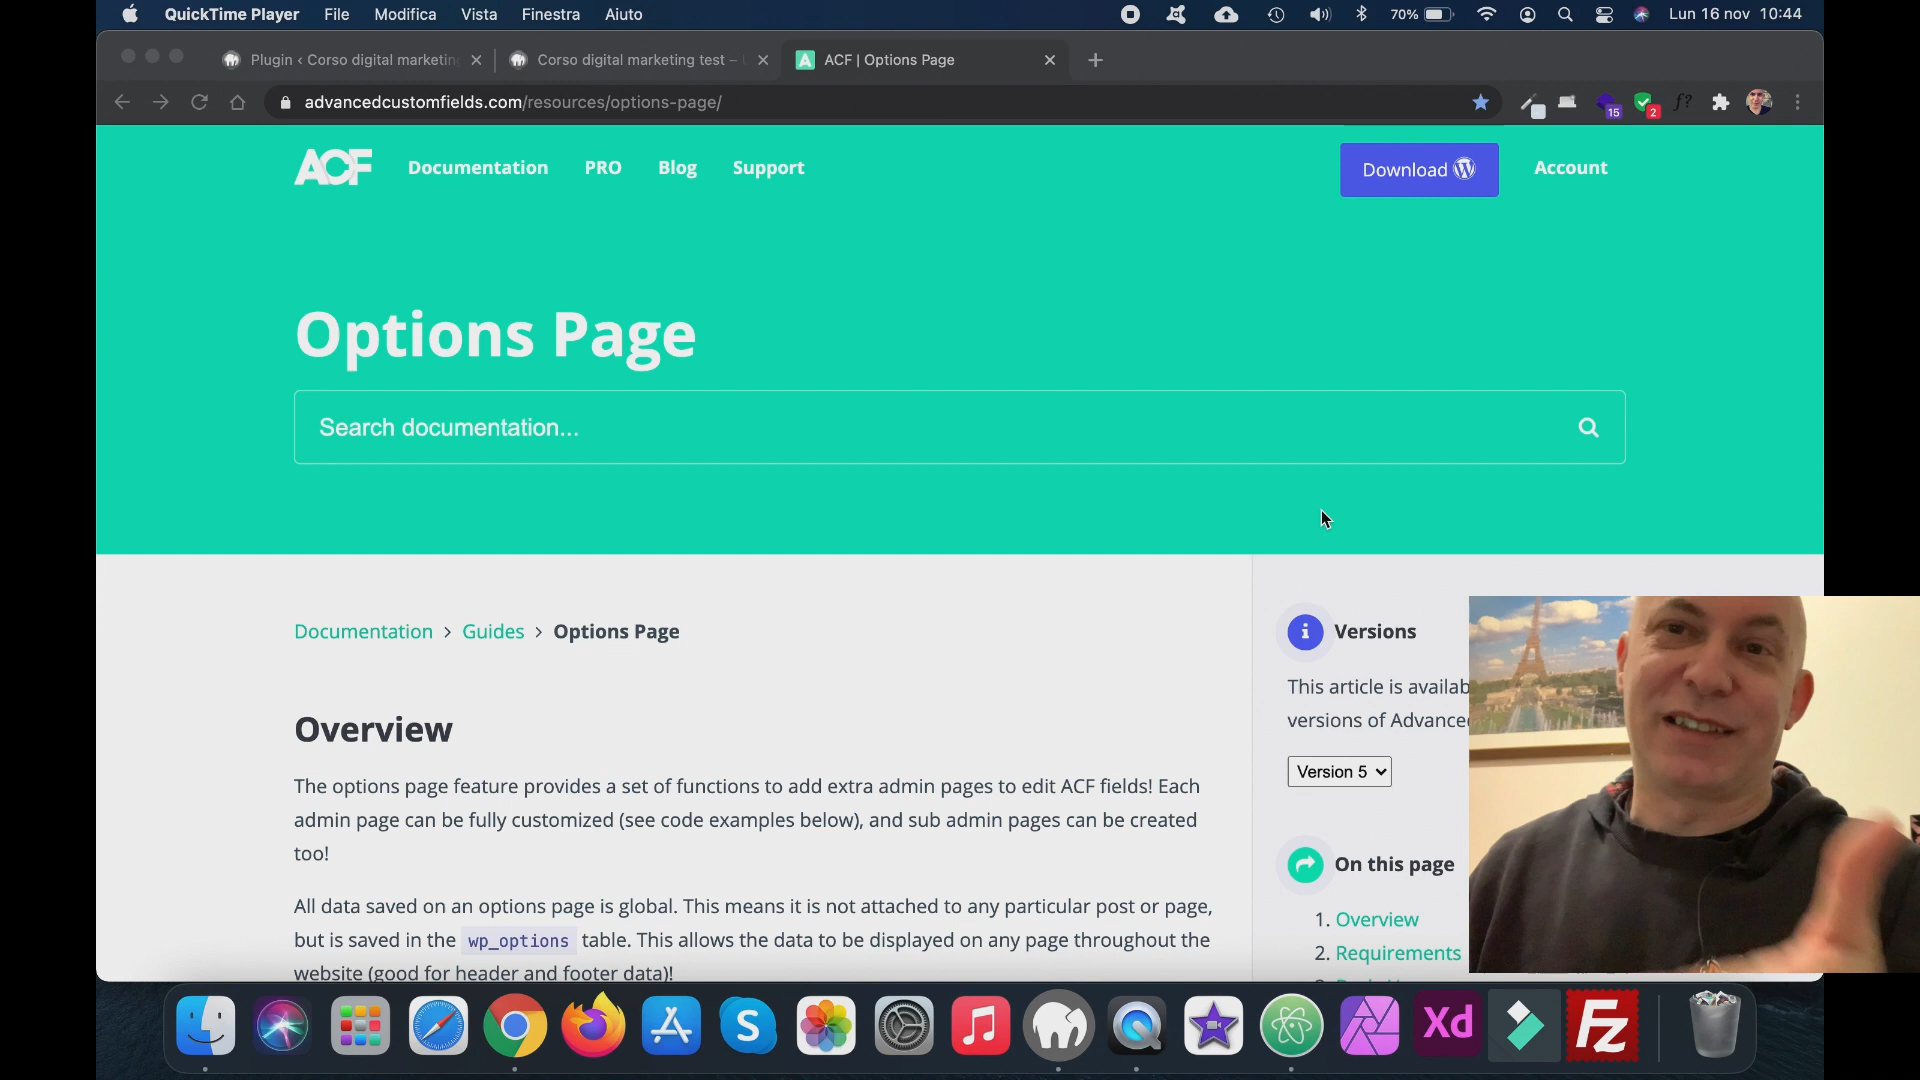 QuickTime Player File Modifica Vista Finestra Aiuto 70% Lun 16 nov 10:44
Plugin ‹ Corso digital marketing Corso digital marketing test – ACF | Options Page
advancedcustomfields.com/resources/options-page/ 15 2 f?
ACF Documentation PRO Blog Support Download Account
Options Page
Search documentation...
Documentation > Guides > Options Page
Overview
The options page feature provides a set of functions to add extra admin pages to edit ACF fields! Each
admin page can be fully customized (see code examples below), and sub admin pages can be created
too!
All data saved on an options page is global. This means it is not attached to any particular post or page,
but is saved in the wp_options table. This allows the data to be displayed on any page throughout the
website (good for header and footer data)!
Versions
This article is availab
versions of Advance
Version 5
On this page
1. Overview
2. Requirements
Xd
Fz